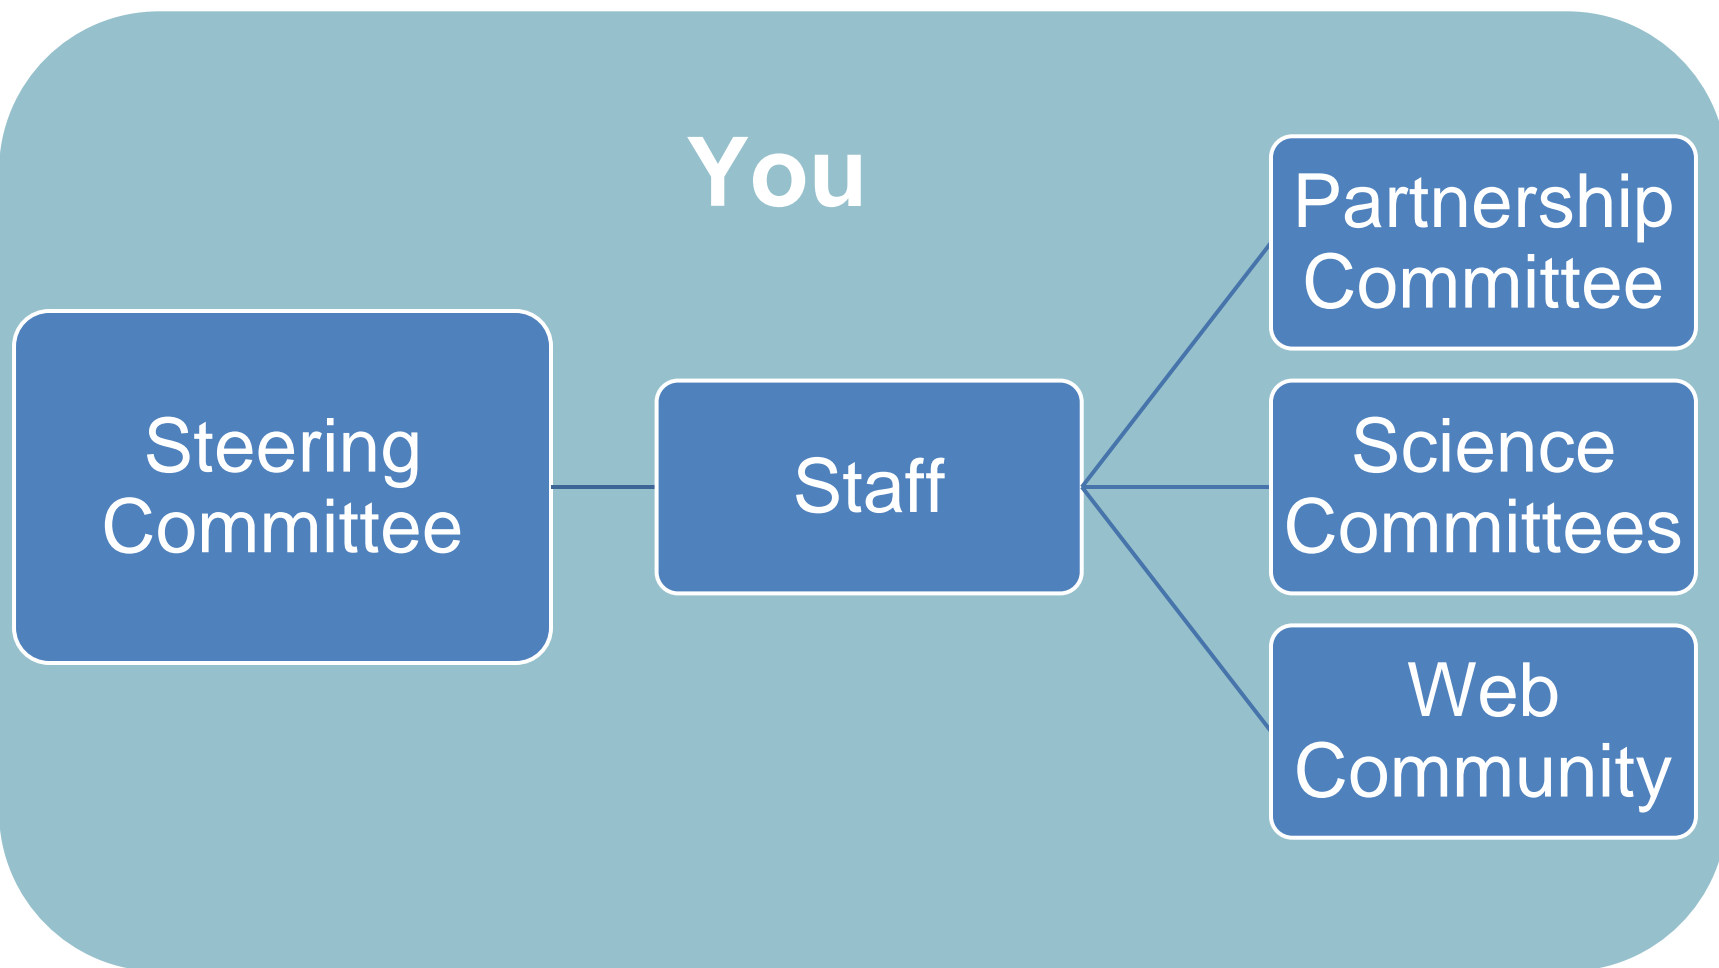 You
Steering
Committee
Staff
Partnership
Committee
Science
Committees
Web
Community